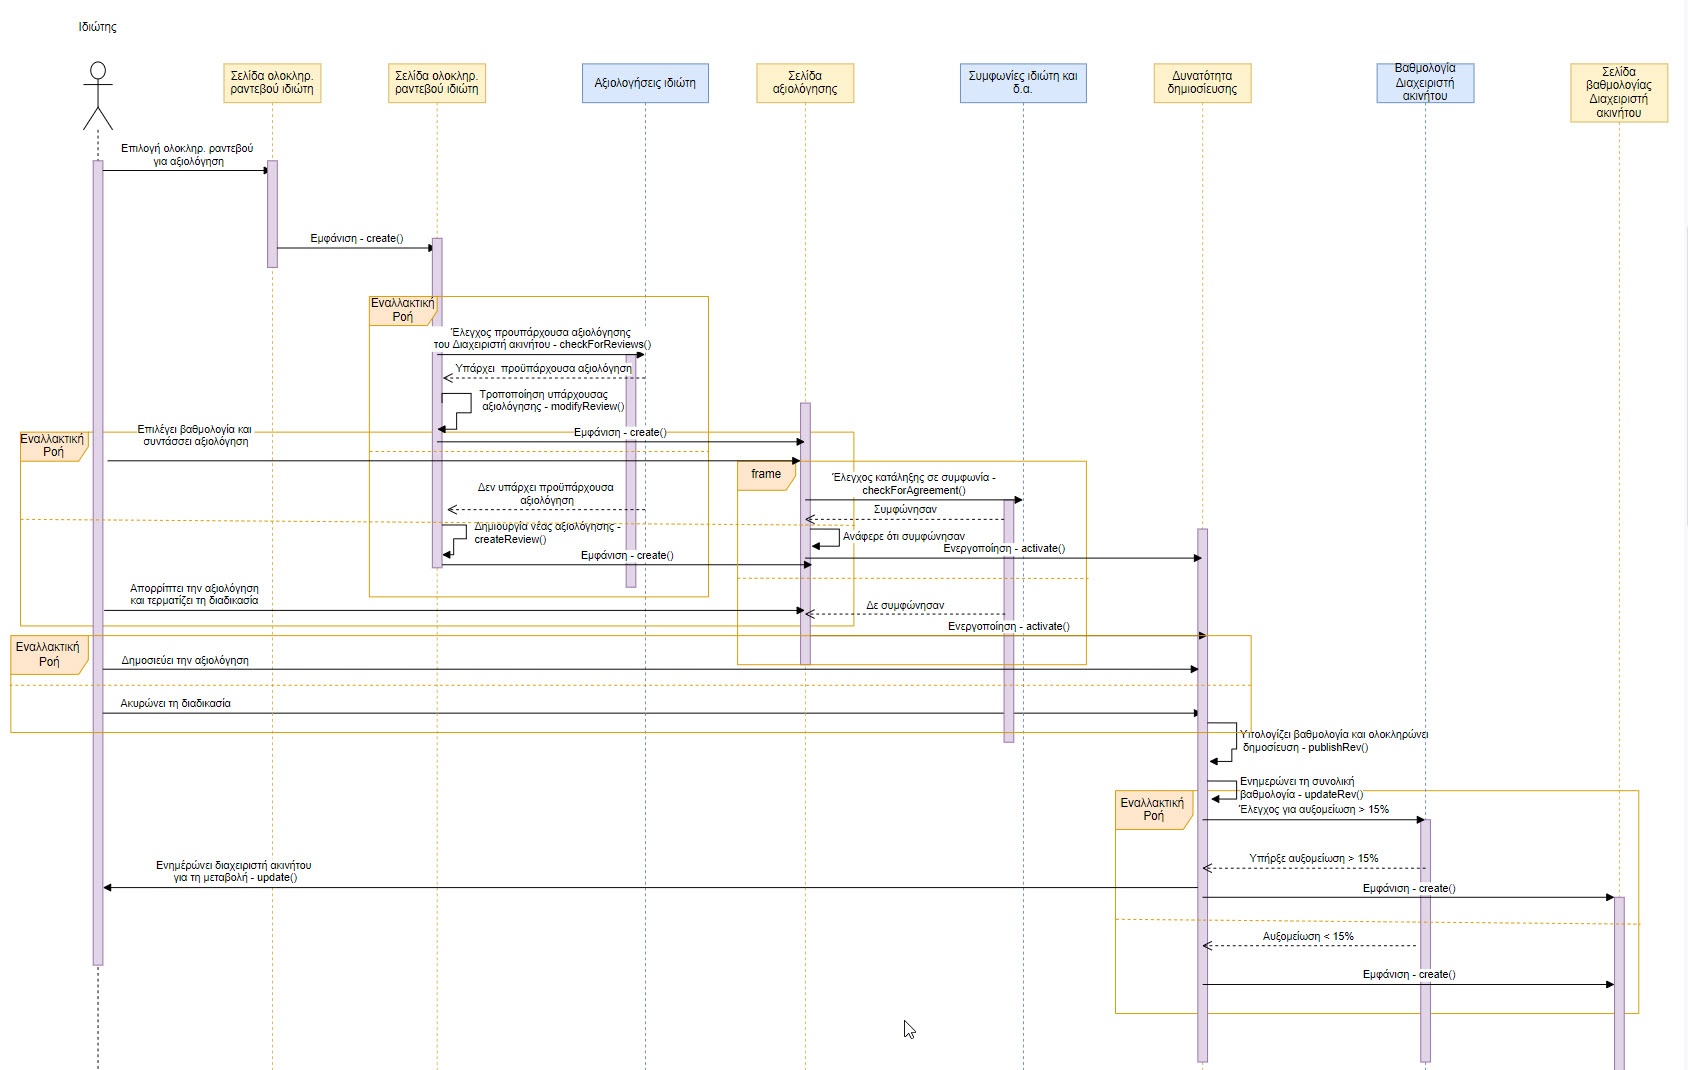 Ιδιώτης
Σελίδα ολοκληρ.
ραντεβού ιδιώτη
Σελίδα ολοκληρ.
ραντεβού ιδιώτη
Αξιολογήσεις ιδιώτη
Σελίδα
αξιολόγησης
Συμφωνίες ιδιώτη και
δ.α.
Δυνατότητα
δημοσίευσης
Βαθμολογία
Διαχειριστή
ακινήτου
Σελίδα
βαθμολογίας
Διαχειριστή
ακινήτου
Επιλογή ολοκληρ. ραντεβού
για αξιολόγηση
Εμφάνιση - create()
Εναλλακτική
Ροή
Έλεγχος προυπάρχουσα αξιολόγησης
του Διαχειριστή ακινήτου - checkForReviews()
Υπάρχει προϋπάρχουσα αξιολόγηση
Τροποποίηση υπάρχουσας
αξιολόγησης - modifyReview()
Επιλέγει βαθμολογία και
συντάσσει αξιολόγηση
Εναλλακτική
Ροή
Εμφάνιση - create()
frame
Έλεγχος κατάληξης σε συμφωνία -
checkForAgreement()
Δεν υπάρχει προϋπάρχουσα
αξιολόγηση
Συμφώνησαν
Δημιουργία νέας αξιολόγησης -
createReview()
Ανάφερε ότι συμφώνησαν
Ενεργοποίηση - activate()
Εμφάνιση - create()
Απορρίπτει την αξιολόγηση
και τερματίζει τη διαδικασία
Δε συμφώνησαν
Ενεργοποίηση - activate()
Εναλλακτική
Ροή
Δημοσιεύει την αξιολόγηση
Ακυρώνει τη διαδικασία
Υπολογίζει βαθμολογία και ολοκληρώνει
δημοσίευση - publishRev()
Ενημερώνει τη συνολική
βαθμολογία - updateRev()
Εναλλακτική
Ροή
Έλεγχος για αυξομείωση > 15%
Υπήρξε αυξομείωση > 15%
Ενημέρώνει διαχειριστή ακινήτου
για τη μεταβολή - update()
Εμφάνιση - create()
Αυξομείωση < 15%
Εμφάνιση - create()